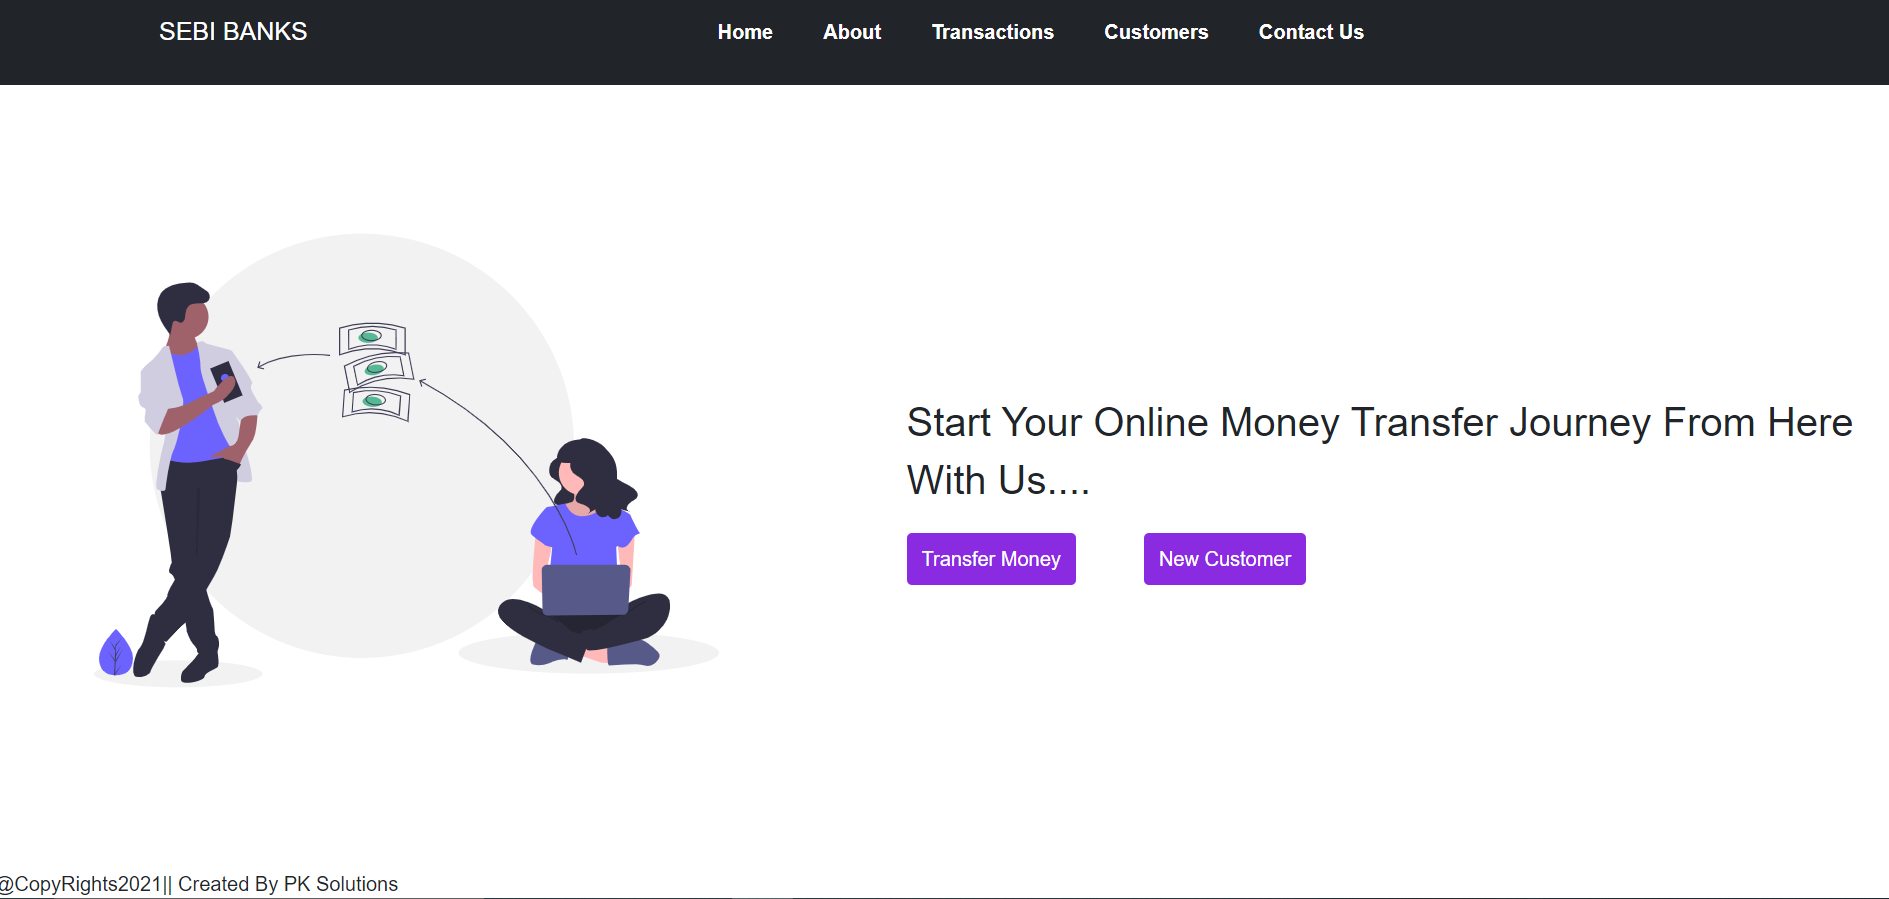 SEBI BANKS
Home
About
Transactions
Customers
Contact Us
Start Your Online Money Transfer Journey From Here
With Us....
Transfer Money
New Customer
@CopyRights2021|| Created By PK Solutions